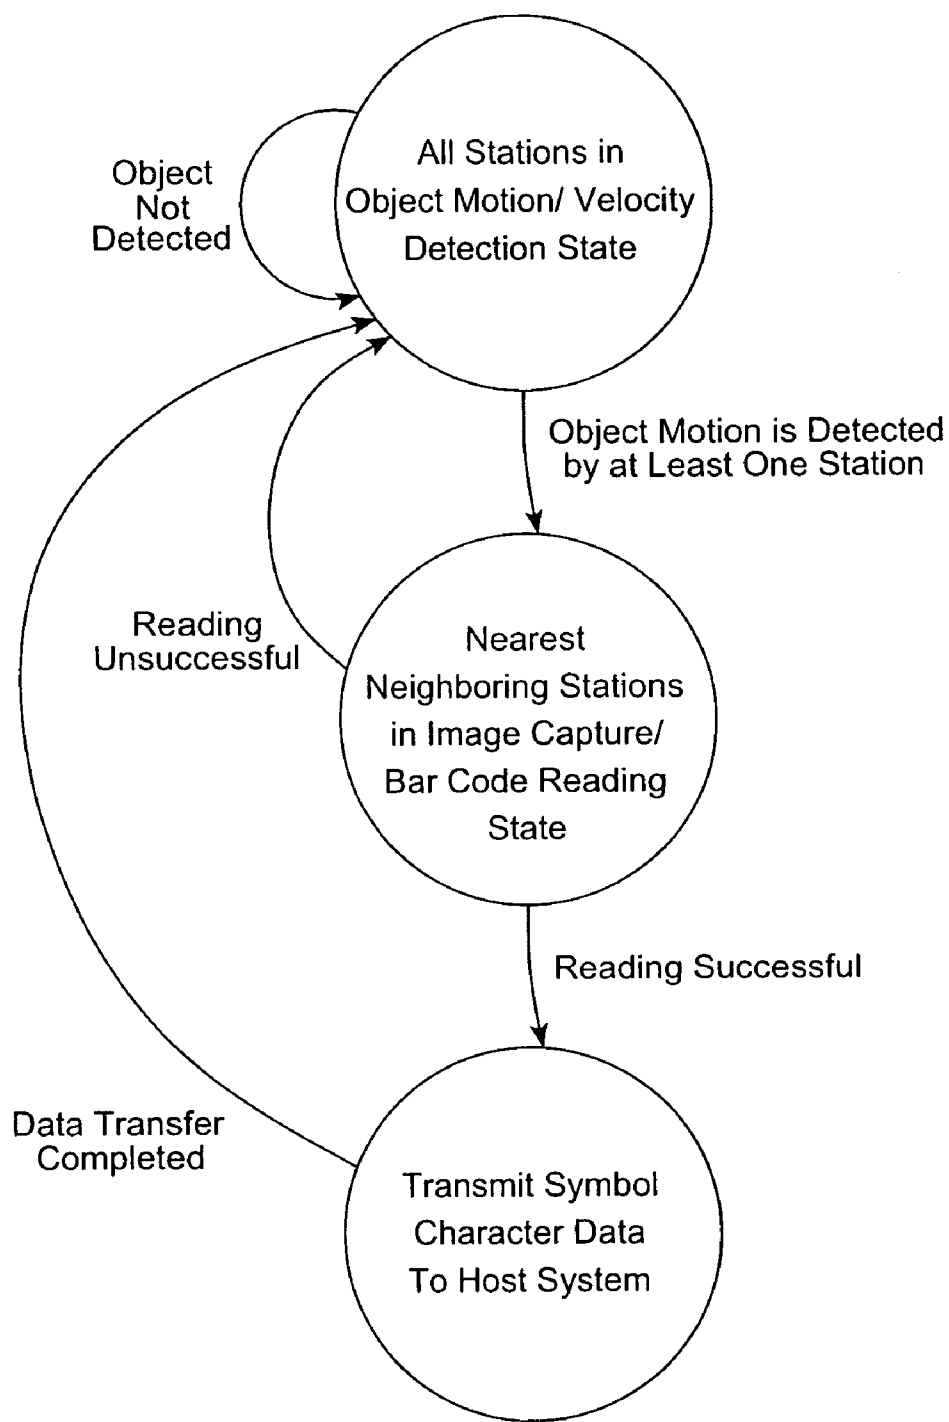 All Stations in
Object Motion/ Velocity
Detection State
Object
Not
Detected
Object Motion is Detected
by at Least One Station
Reading
Unsuccessful
Nearest
Neighboring Stations
in Image Capture/
Bar Code Reading
State
Reading Successful
Data Transfer
Completed
Transmit Symbol
Character Data
To Host System